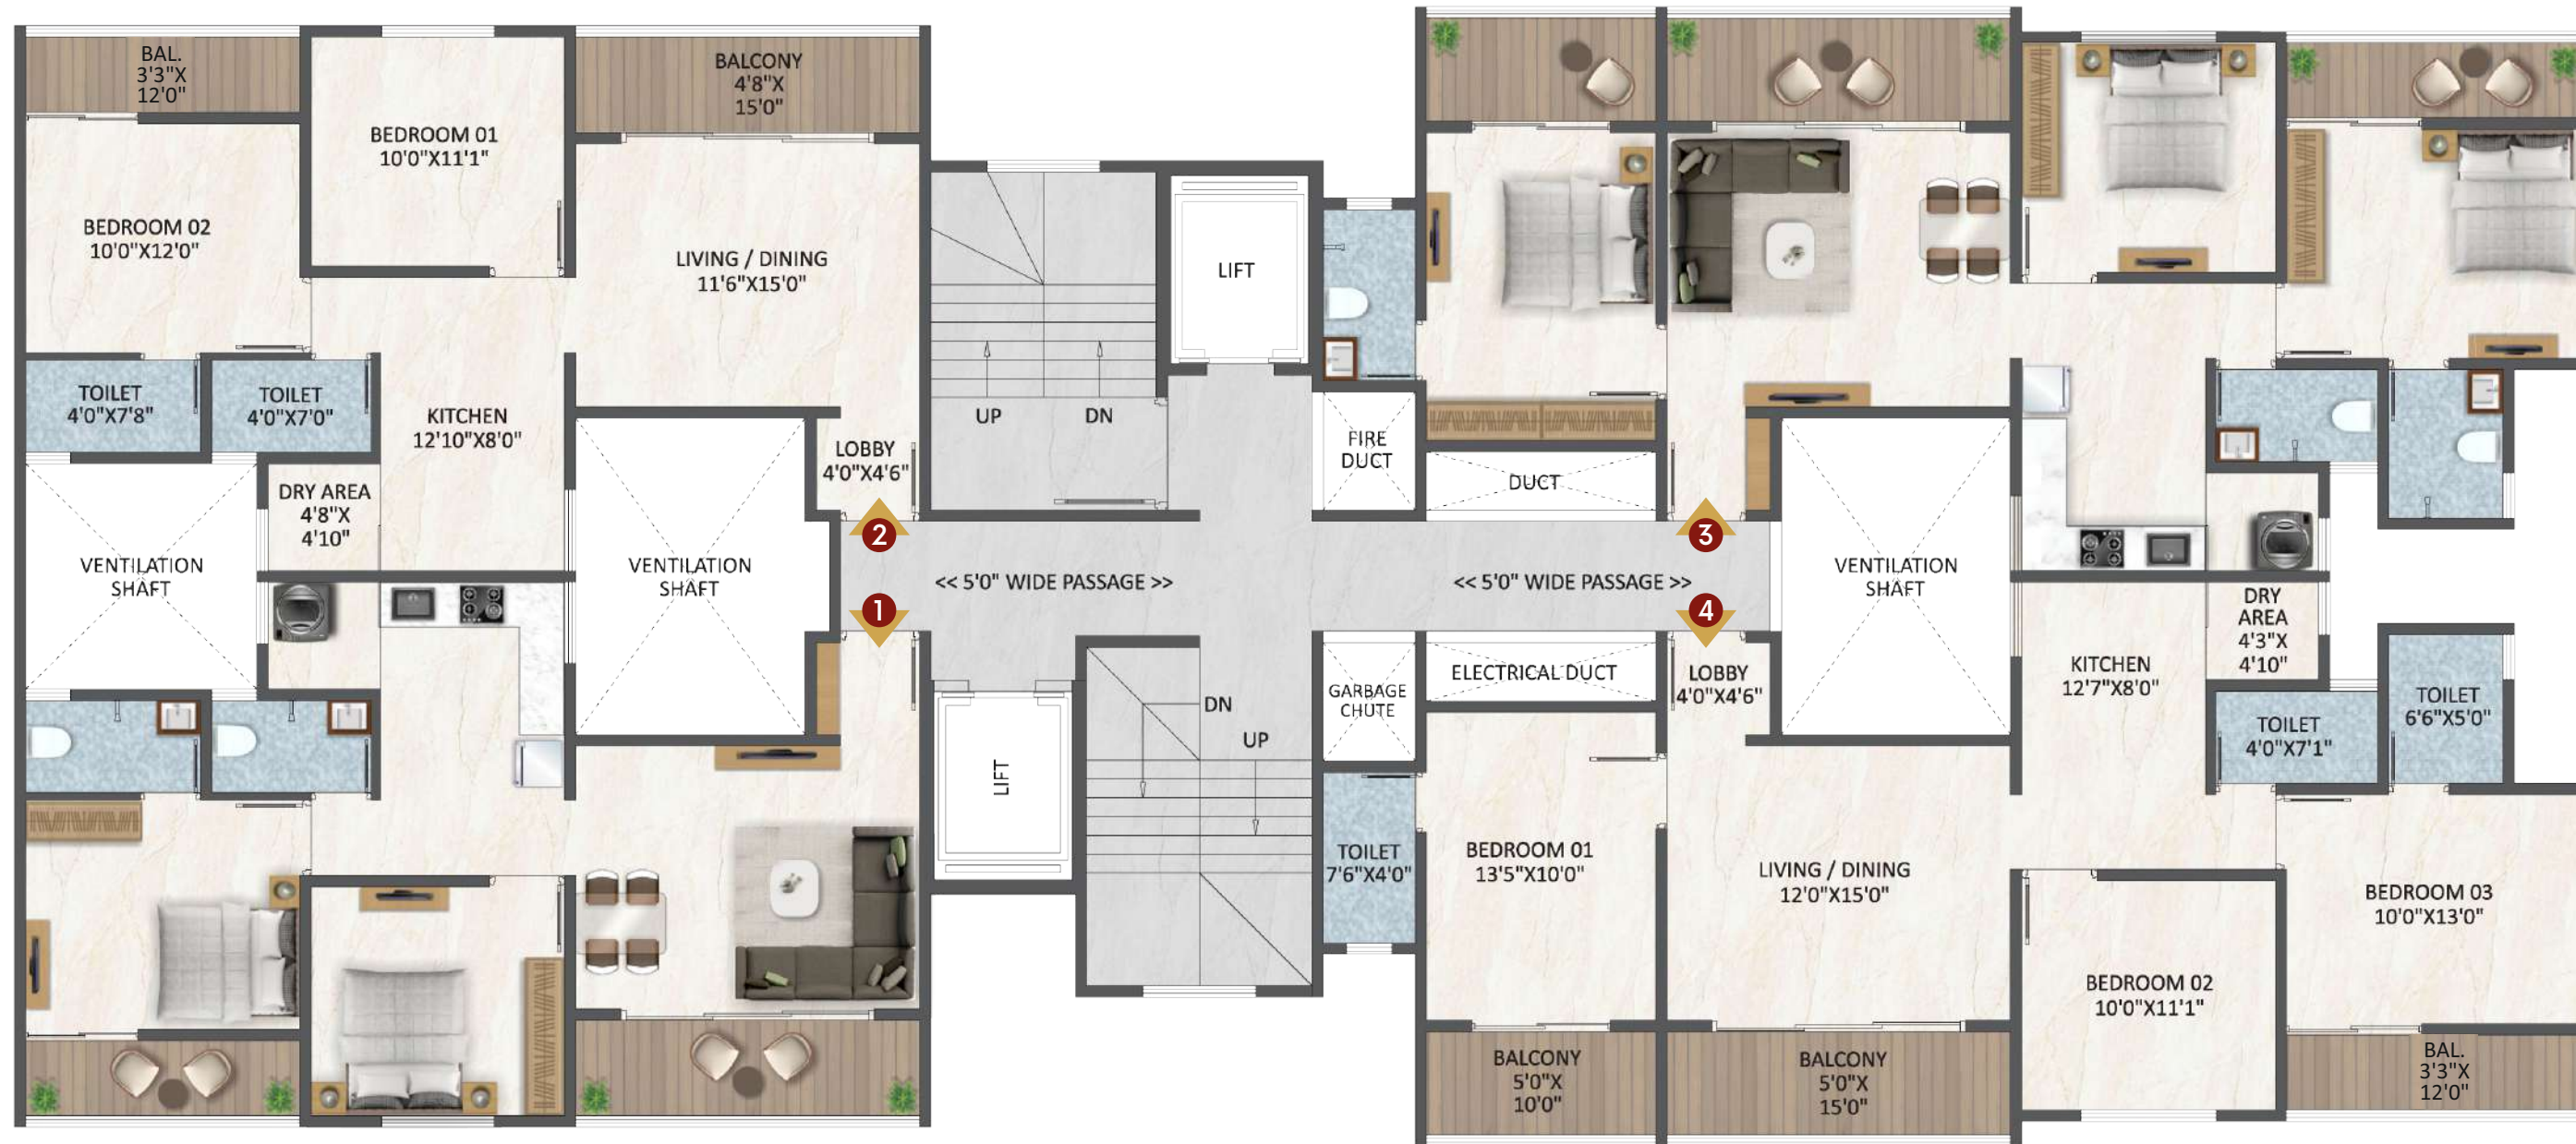 BAL.
3'3"X
12'0"
BEDROOM 01
10'0"X11'1"
BALCONY
4'8"X
15'0"
BEDROOM 02
10'0"X12'0"
LIVING / DINING
11'6"X15'0"
LIFT
TOILET
4'0"X7'8"
TOILET
4'0"X7'0"
KITCHEN
12'10"X8'0"
UP
DN
LOBBY
4'0"X4'6"
FIRE
DUCT
DUCT
DRY AREA
4'8"X
4'10"
2
3
VENTILATION
SHAFT
VENTILATION
SHAFT
<< 5'0" WIDE PASSAGE >>
<< 5'0" WIDE PASSAGE >>
VENTILATION
SHAFT
1
4
DRY
AREA
4'3"X
4'10"
KITCHEN
12'7"X8'0"
ELECTRICAL DUCT
LOBBY
4'0"X4'6"
GARBAGE
CHUTE
DN
UP
LIFT
TOILET
6'6"X5'0"
TOILET
4'0"X7'1"
TOILET
7'6"X4'0"
BEDROOM 01
13'5"X10'0"
LIVING / DINING
12'0"X15'0"
BEDROOM 03
10'0"X13'0"
BEDROOM 02
10'0"X11'1"
BALCONY
5'0"X
10'0"
BALCONY
5'0"X
15'0"
BAL.
3'3"X
12'0"